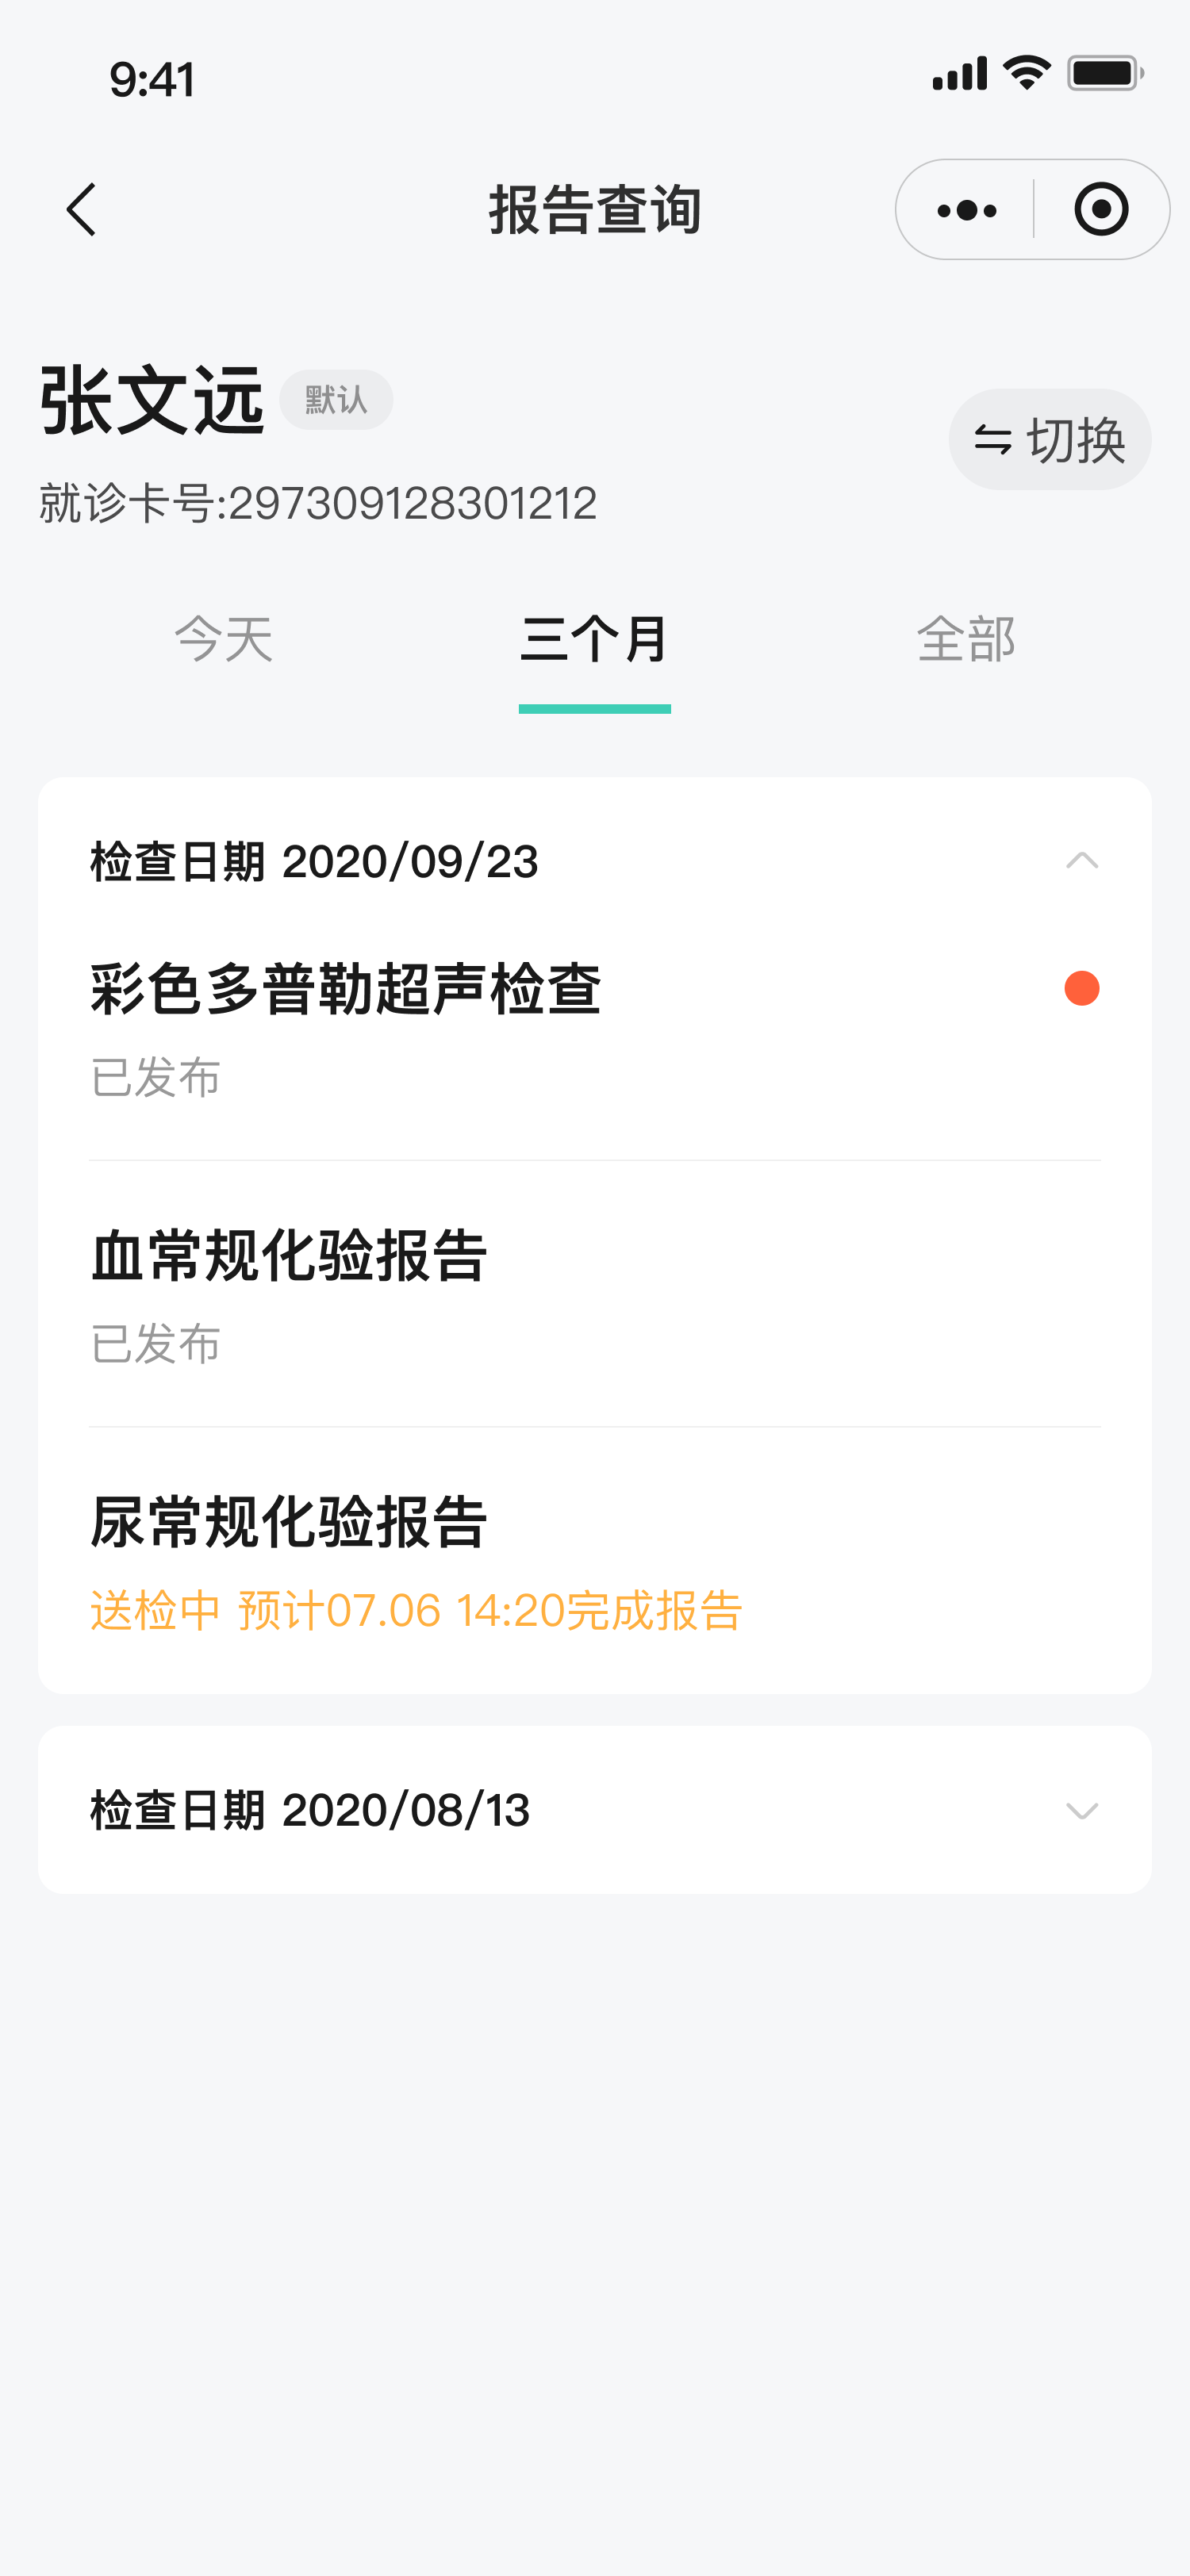 9:41
报告查询
张文远 默认
切换
就诊卡号:297309128301212
今天 三个月 全部
检查日期 2020/09/23
彩色多普勒超声检查
已发布
血常规化验报告
已发布
尿常规化验报告
送检中 预计07.06 14:20完成报告
检查日期 2020/08/13